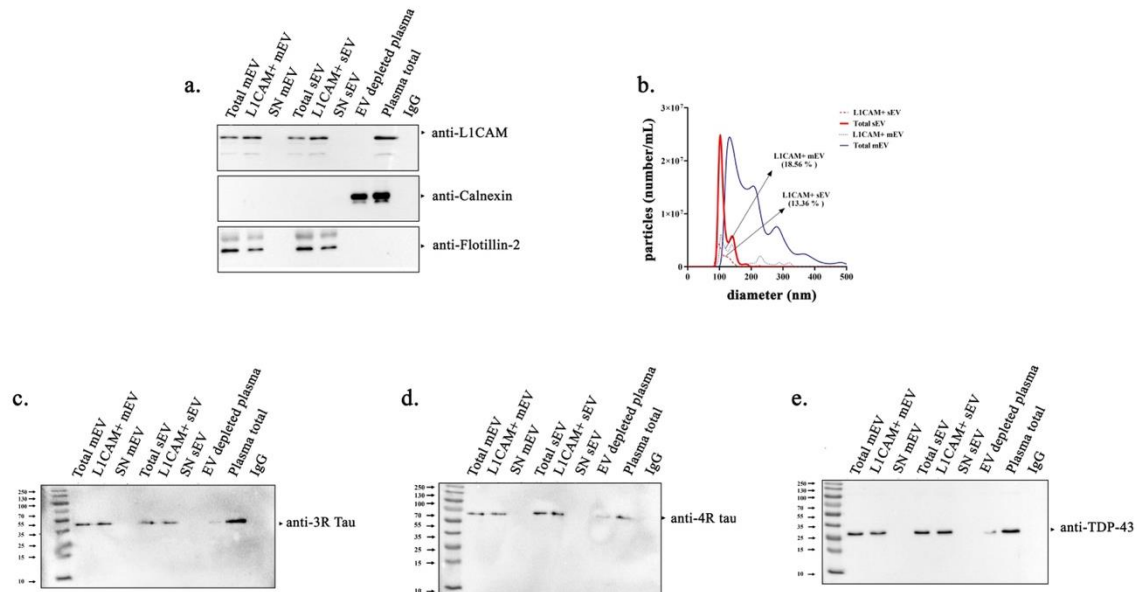 a.
Total mEV
L1CAM+ mEV
SN mEV
Total sEV
L1CAM+ sEV
SN sEV
EV depleted plasma
Plasma total
IgG
anti-L1CAM
anti-Calnexin
anti-Flotillin-2
b.
particles (number/mL)
3×10⁷
2×10⁷
1×10⁷
0
0
100
200
300
400
500
diameter (nm)
L1CAM+ mEV
(18.56 % )
L1CAM+ sEV
(13.36 % )
L1CAM+ sEV
Total sEV
L1CAM+ mEV
Total mEV
c.
Total mEV
L1CAM+ mEV
SN mEV
Total sEV
L1CAM+ sEV
SN sEV
EV depleted plasma
Plasma total
IgG
250
130
100
70
55
35
25
15
10
anti-3R Tau
d.
Total mEV
L1CAM+ mEV
SN mEV
Total sEV
L1CAM+ sEV
SN sEV
EV depleted plasma
Plasma total
IgG
250
130
100
70
55
35
25
15
10
anti-4R tau
e.
Total mEV
L1CAM+ mEV
SN mEV
Total sEV
L1CAM+ sEV
SN sEV
EV depleted plasma
Plasma total
IgG
250
130
100
70
55
35
25
15
10
anti-TDP-43